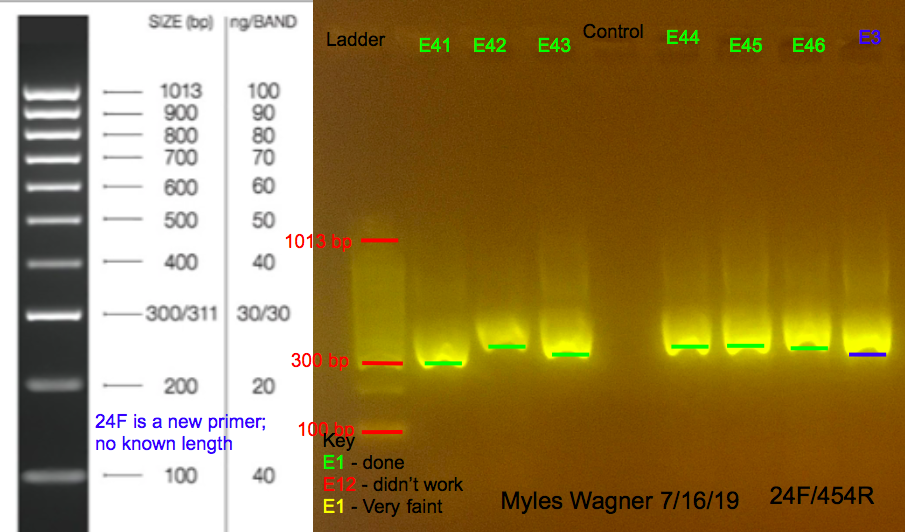 SIZE (bp) ng/BAND
1013 100
900 90
800 80
700 70
600 60
500 50
400 40
300/311 30/30
200 20
100 40
24F is a new primer;
no known length
Ladder E41 E42 E43 Control E44 E45 E46 E3
1013 bp
300 bp
100 bp
Key
E1 - done
E12 - didn't work
E1 - Very faint
Myles Wagner 7/16/19 24F/454R